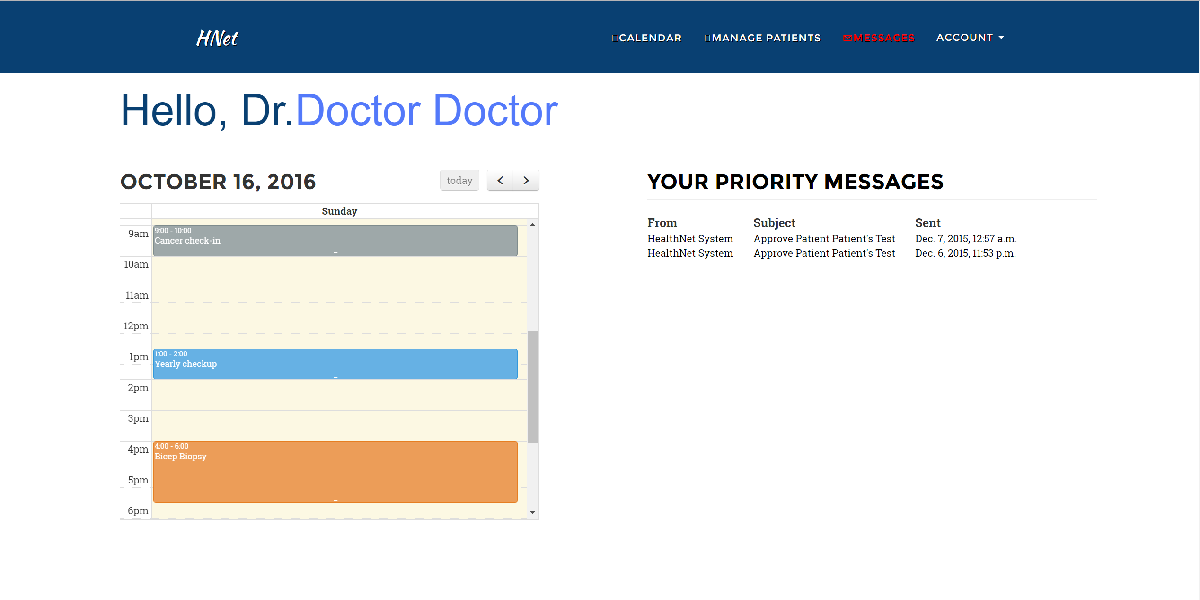 HNet
CALENDAR
MANAGE PATIENTS
MESSAGES
ACCOUNT
Hello, Dr.Doctor Doctor
OCTOBER 16, 2016
today
Sunday
9am
9:00 - 10:00
Cancer check-in
10am
11am
12pm
1pm
1:00 - 2:00
Yearly checkup
2pm
3pm
4pm
4:00 - 6:00
Bicep Biopsy
5pm
6pm
YOUR PRIORITY MESSAGES
From Subject Sent
HealthNet System Approve Patient Patient's Test Dec. 7, 2015, 12:57 a.m.
HealthNet System Approve Patient Patient's Test Dec. 6, 2015, 11:53 p.m.